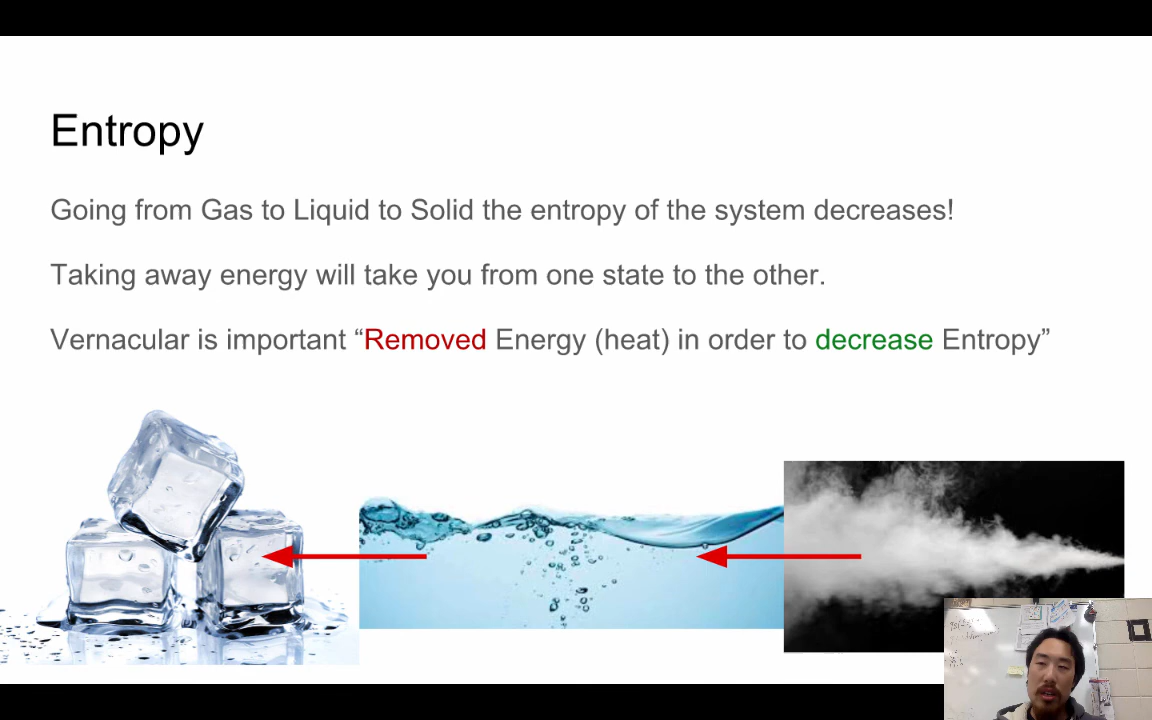 Entropy
Going from Gas to Liquid to Solid the entropy of the system decreases!
Taking away energy will take you from one state to the other.
Vernacular is important “Removed Energy (heat) in order to decrease Entropy”